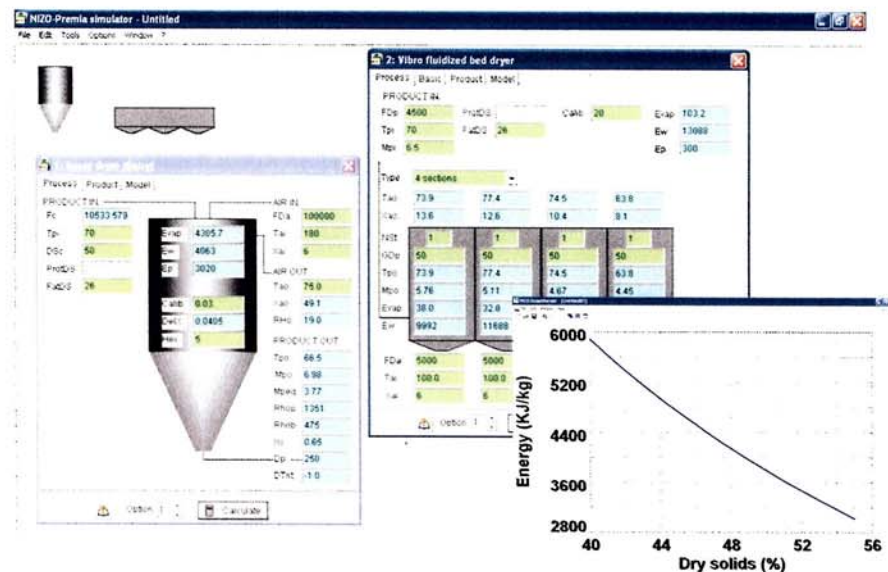 NIZO-Premia simulator - Untitled
File Edit Tools Options Window ?
2: Vibro fluidized bed dryer
Process Basic Product Model
PRODUCT IN
FDp 4500 ProtDS Calib 20 Evap 103.2
Tpi 70 FatDS 26 Ew 13088
Mpi 6.5 Ep 300
Type 4 sections
Tao 73.9 77.4 74.5 63.8
Xao 13.6 12.6 10.4 8.1
NSt 1 1 1 1
GDp 50 50 50 50
Tpo 73.9 77.4 74.5 63.8
Mpo 5.76 5.11 4.67 4.45
Evap 38.0 32.8
Ew 9992 11688
FDa 5000 5000
Tai 100.0 100.0
Xai 6 6
Option 1
Process Product Model
PRODUCT IN
Fc 10533.579
Tpi 70
DSc 50
ProtDS
FatDS 26
Evap 4305.7
Ew 4063
Ep 3020
Calib 0.03
Des 0.0405
5
AIR IN
FDa 100000
Tai 180
Xai 6
AIR OUT
Tao 75.0
Xao 49.1
RHo 19.0
PRODUCT OUT
Tpo 66.5
Mpo 6.98
Mpeq 3.77
Rhop 1351
Rhob 475
0.65
Dp 250
-1.0
Option 1 Calculate
Energy (KJ/kg)
6000
5200
4400
3600
2800
40 44 48 52 56
Dry solids (%)